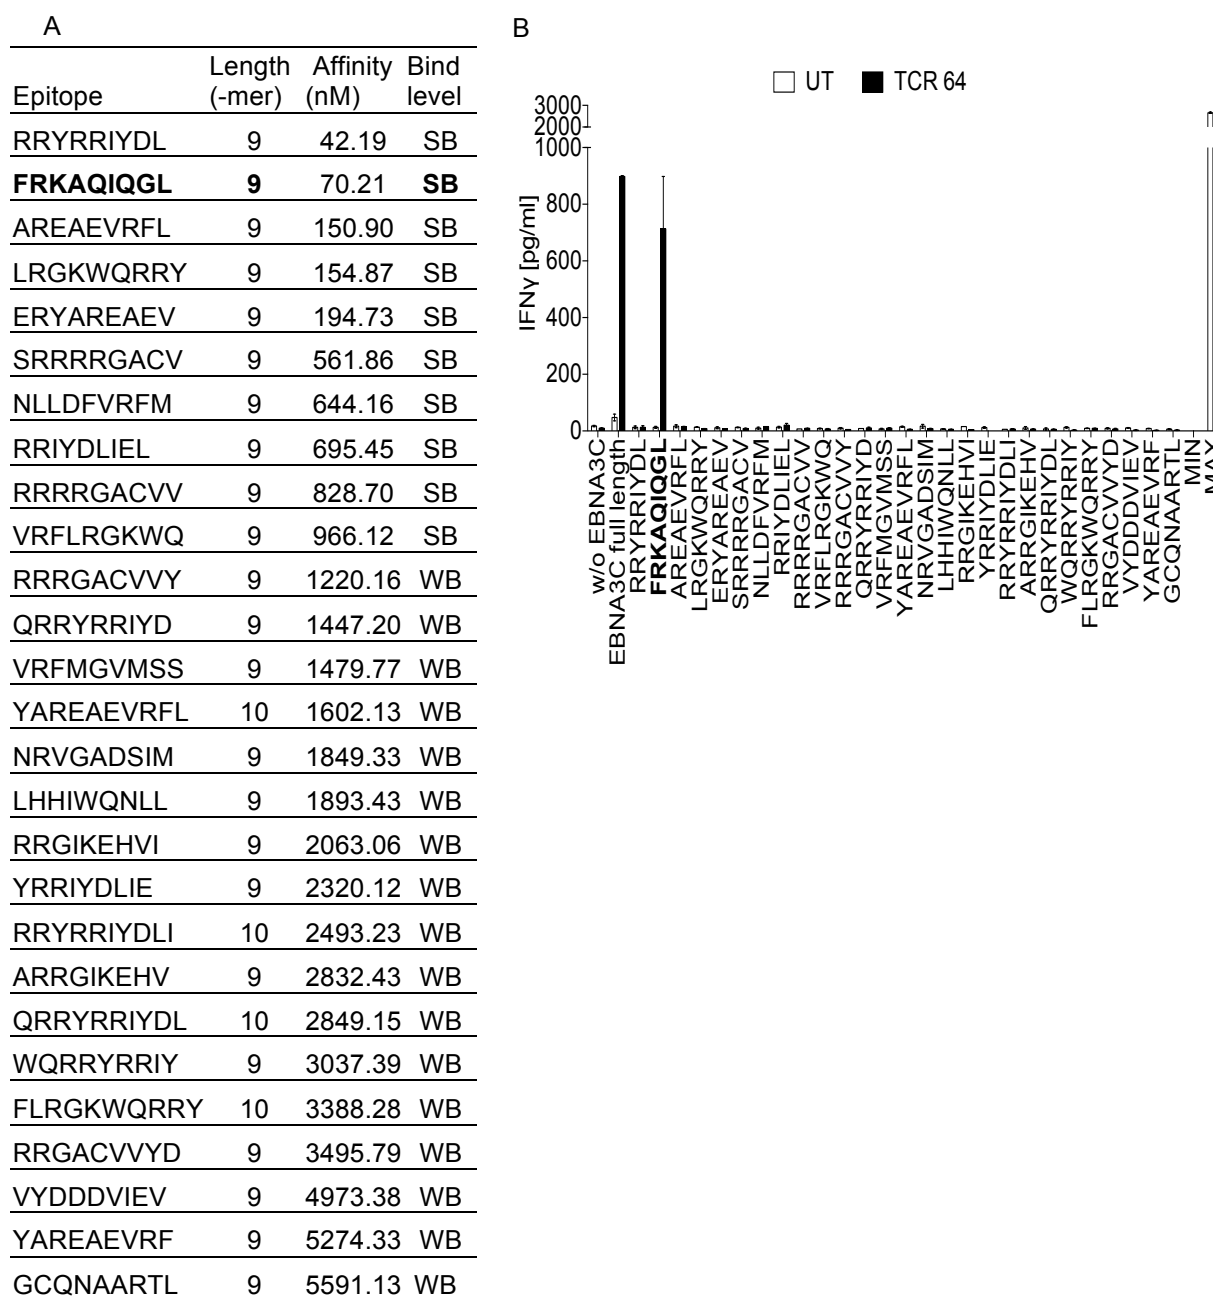 A
Epitope Length (-mer) Affinity (nM) Bind level
RRYRRIYDL 9 42.19 SB
FRKAQIQGL 9 70.21 SB
AREAEVRFL 9 150.90 SB
LRGKWQRRY 9 154.87 SB
ERYAREAEV 9 194.73 SB
SRRRRGACV 9 561.86 SB
NLLDFVRFM 9 644.16 SB
RRIYDLIEL 9 695.45 SB
RRRRGACVV 9 828.70 SB
VRFLRGKWQ 9 966.12 SB
RRRGACVVY 9 1220.16 WB
QRRYRRIYD 9 1447.20 WB
VRFMGVMSS 9 1479.77 WB
YAREAEVRFL 10 1602.13 WB
NRVGADSIM 9 1849.33 WB
LHHIWQNLL 9 1893.43 WB
RRGIKEHVI 9 2063.06 WB
YRRIYDLIE 9 2320.12 WB
RRYRRIYDLI 10 2493.23 WB
ARRGIKEHV 9 2832.43 WB
QRRYRRIYDL 10 2849.15 WB
WQRRYRRIY 9 3037.39 WB
FLRGKWQRRY 10 3388.28 WB
RRGACVVYD 9 3495.79 WB
VYDDDVIEV 9 4973.38 WB
YAREAEVRF 9 5274.33 WB
GCQNAARTL 9 5591.13 WB
B
UT TCR 64
IFNγ [pg/ml]
3000
2000
1000
800
600
400
200
0
w/o EBNA3C
EBNA3C full length
RRYRRIYDL
FRKAQIQGL
AREAEVRFL
LRGKWQRRY
ERYAREAEV
SRRRRGACV
NLLDFVRFM
RRIYDLIEL
RRRRGACVV
VRFLRGKWQ
RRRGACVVY
QRRYRRIYD
VRFMGVMSS
YAREAEVRFL
NRVGADSIM
LHHIWQNLL
RRGIKEHVI
YRRIYDLIE
RRYRRIYDLI
ARRGIKEHV
QRRYRRIYDL
WQRRYRRIY
FLRGKWQRRY
RRGACVVYD
VYDDDVIEV
YAREAEVRF
GCQNAARTL
MIN
MAX